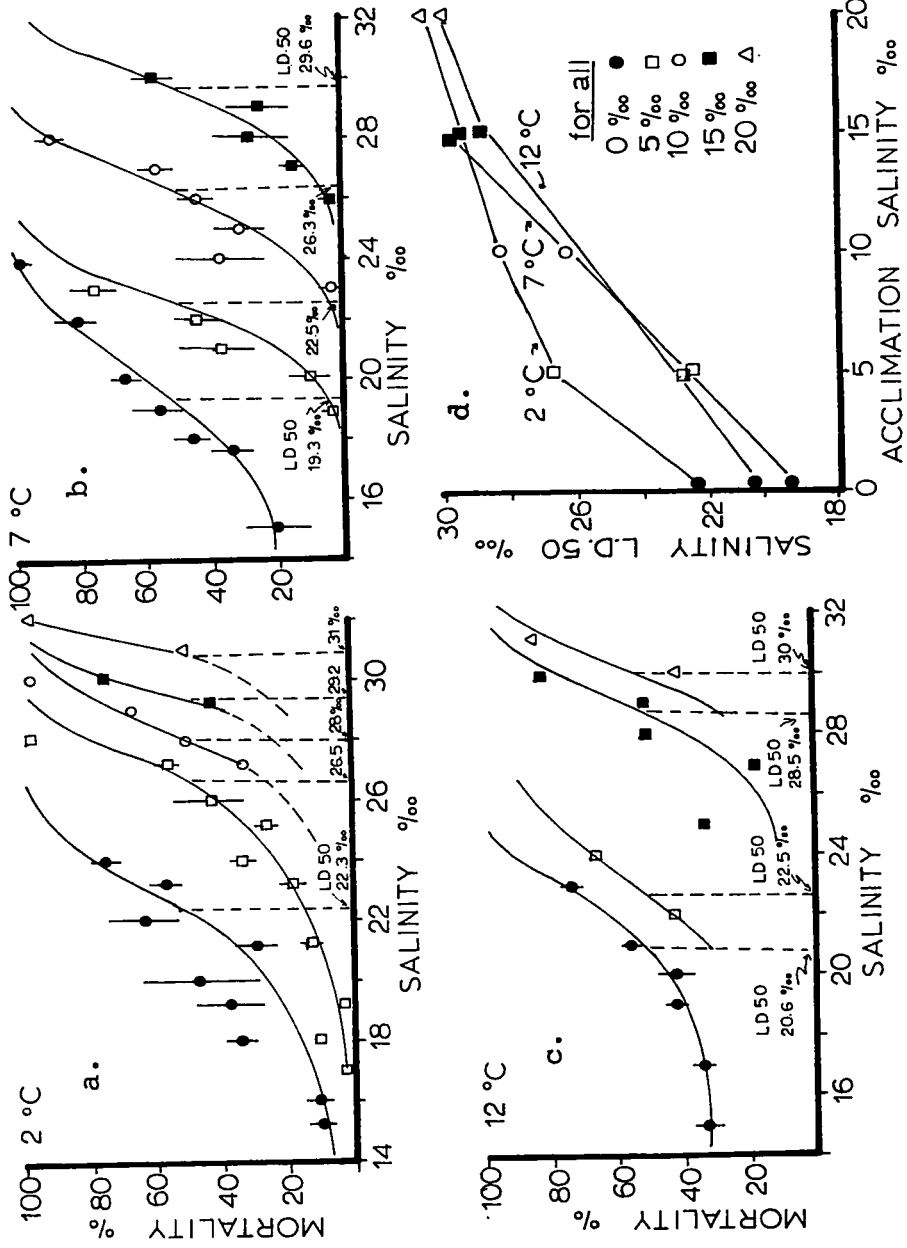 2 °C
a.
100
80
60
40
20
MORTALITY
%
14
18
22
26
30
SALINITY ‰
LD 50
22.3 ‰
26.5
28‰
29.2
31‰
7 °C
b.
100
80
60
40
20
16
20
24
28
32
SALINITY ‰
LD 50
19.3 ‰
22.5‰
26.3 ‰
LD 50
29.6 ‰
12 °C
c.
100
80
60
40
20
MORTALITY
%
16
20
24
28
32
SALINITY ‰
LD 50
20.6 ‰
LD 50
22.5 ‰
LD 50
28.5 ‰
LD 50
30 ‰
d.
30
26
22
18
SALINITY L.D.50 ‰
0
5
10
15
20
ACCLIMATION SALINITY ‰
2 °C
7 °C
12 °C
for all
0 ‰
5 ‰
10 ‰
15 ‰
20 ‰